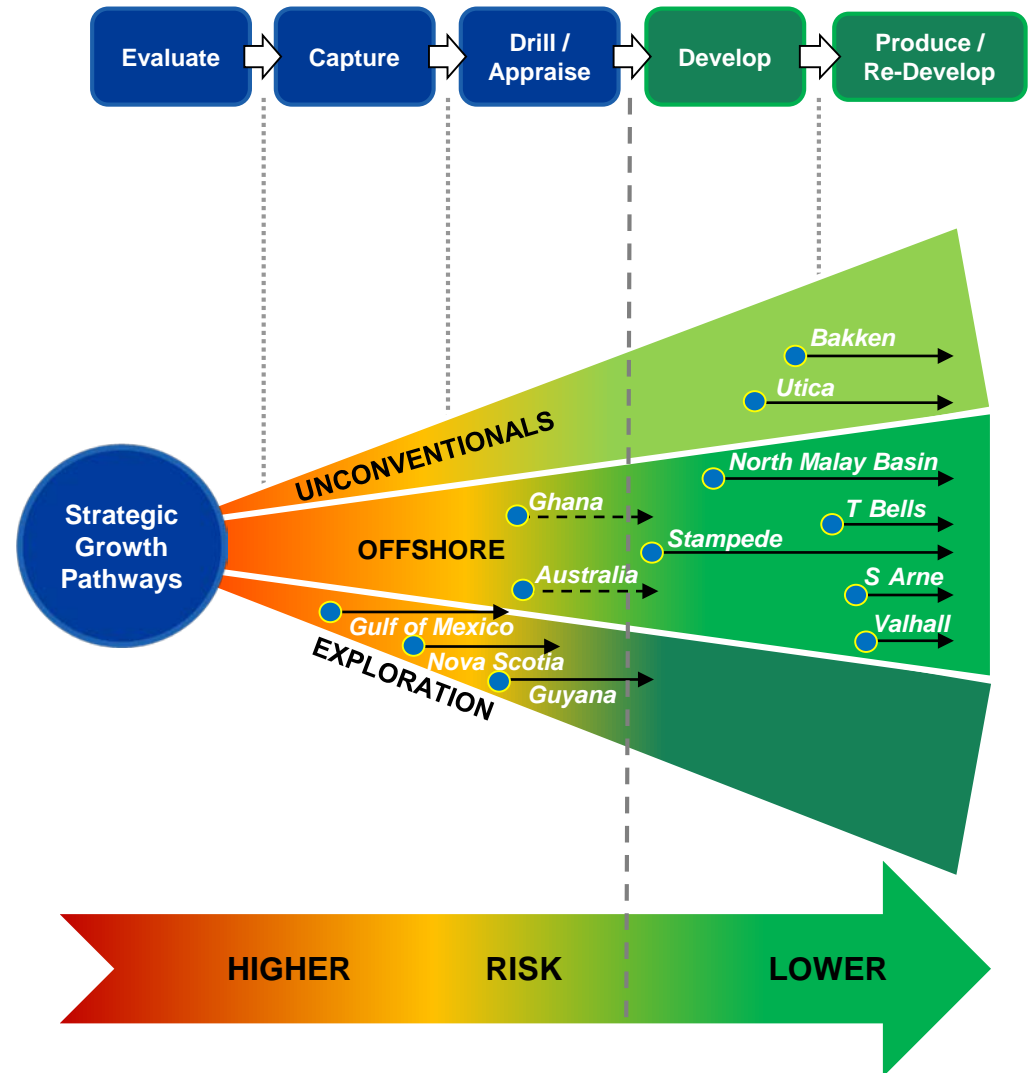 Evaluate
Capture
Drill /
Appraise
Develop
Produce /
Re-Develop
Bakken
Utica
UNCONVENTIONALS
North Malay Basin
Ghana
T Bells
Strategic
Growth
Pathways
OFFSHORE
Stampede
Australia
S Arne
Gulf of Mexico
Valhall
EXPLORATION
Nova Scotia
Guyana
HIGHER
RISK
LOWER